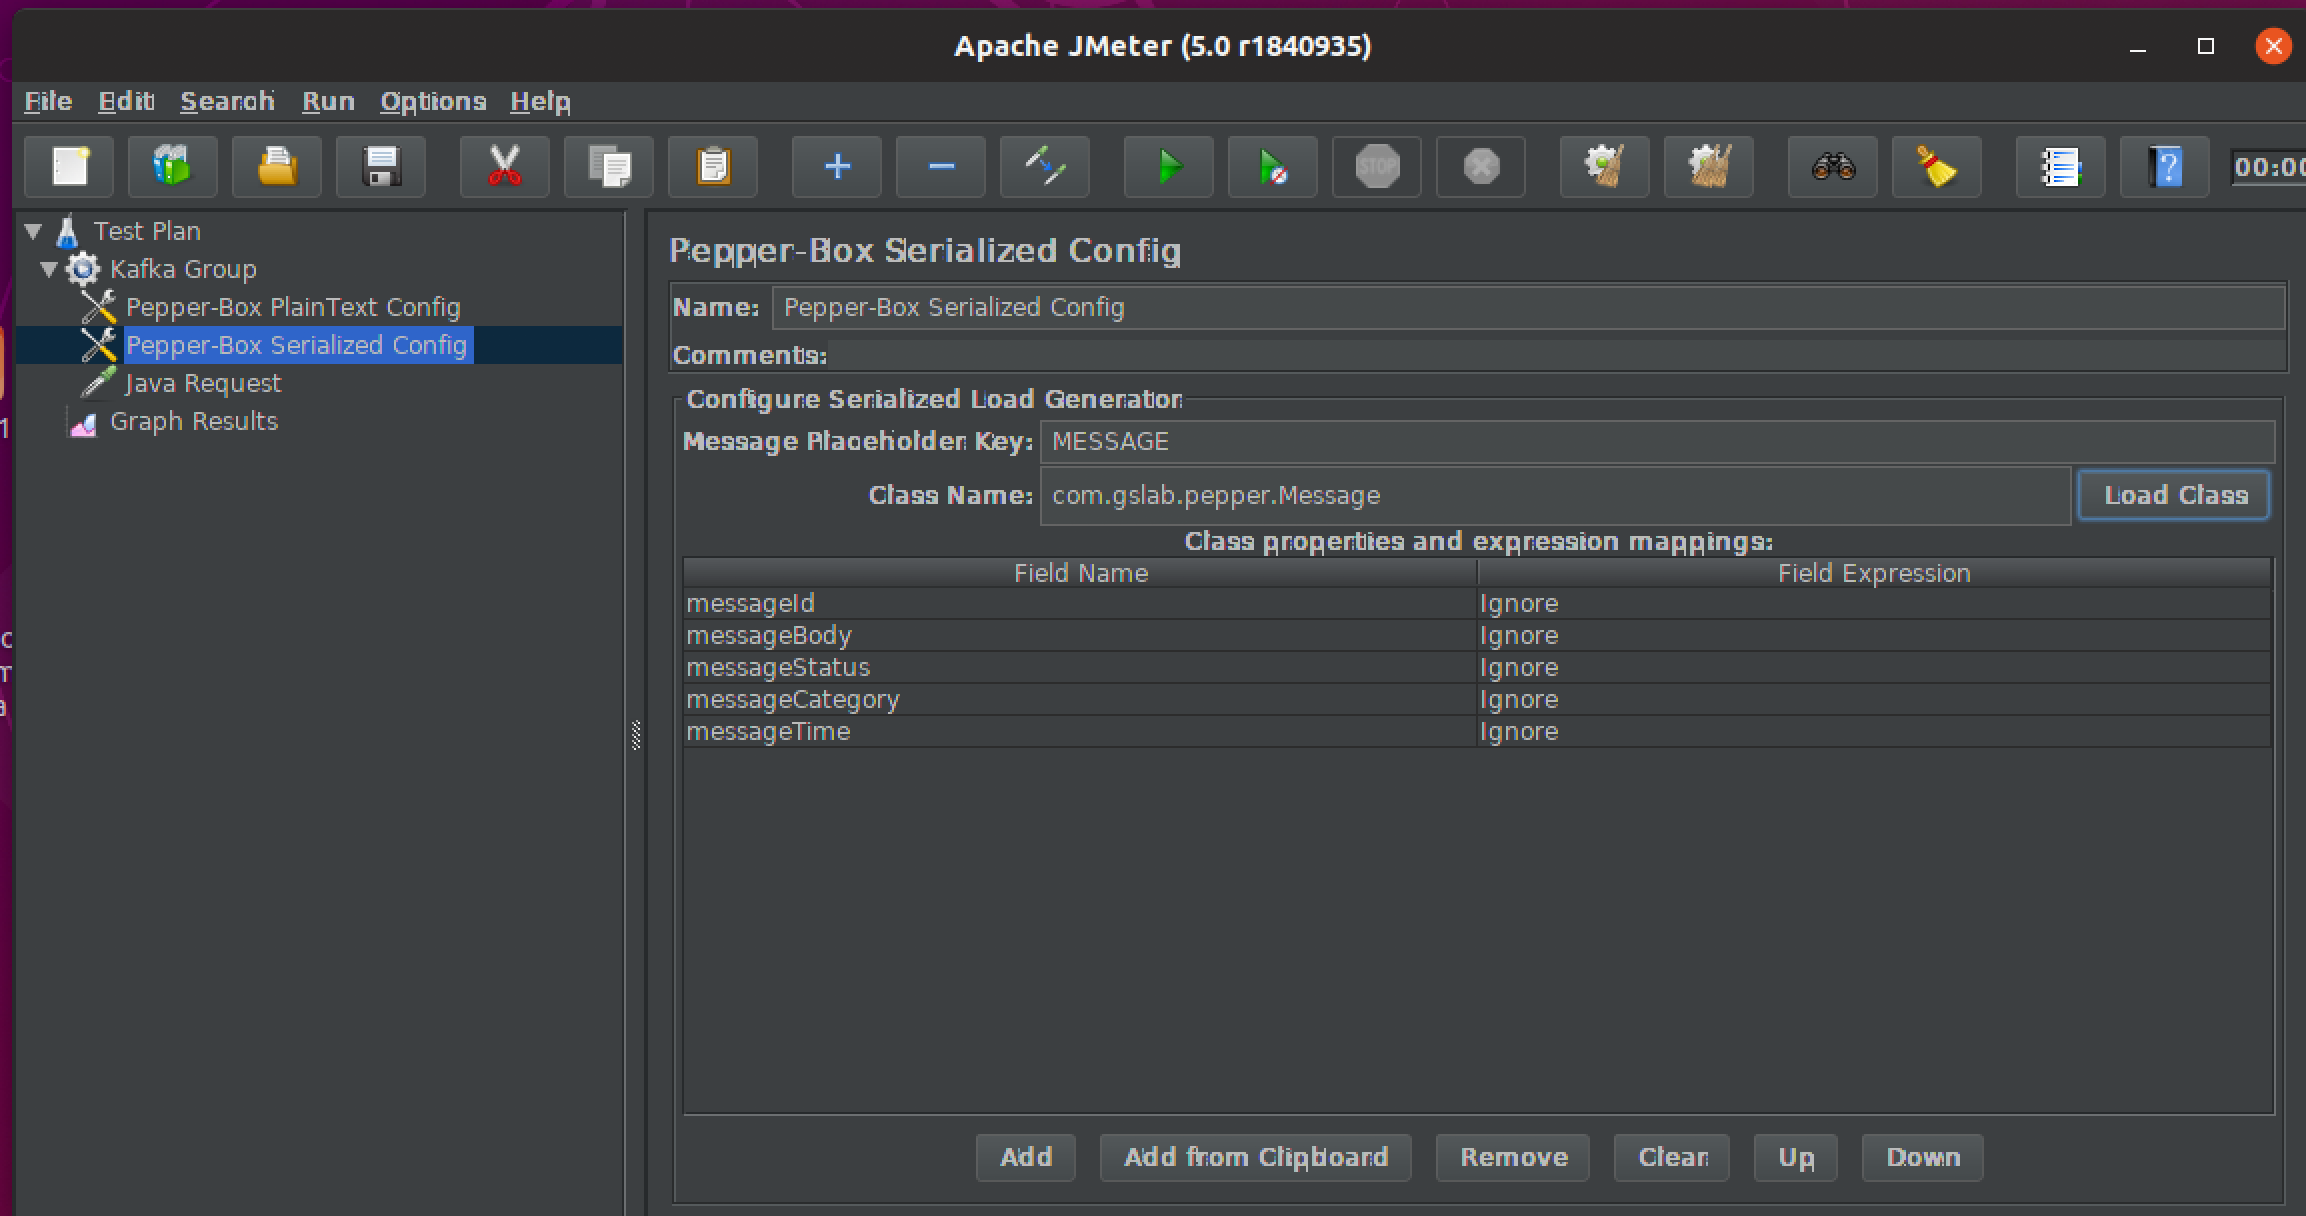 Apache JMeter (5.0 r1840935)
File Edit Search Run Options Help
STOP
00:00
Test Plan
Kafka Group
Pepper-Box PlainText Config
Pepper-Box Serialized Config
Java Request
Graph Results
Pepper-Box Serialized Config
Name: Pepper-Box Serialized Config
Comments:
Configure Serialized Load Generator
Message Placeholder Key: MESSAGE
Class Name: com.gslab.pepper.Message Load Class
Class properties and expression mappings:
Field Name Field Expression
messageId Ignore
messageBody Ignore
messageStatus Ignore
messageCategory Ignore
messageTime Ignore
Add Add from Clipboard Remove Clear Up Down